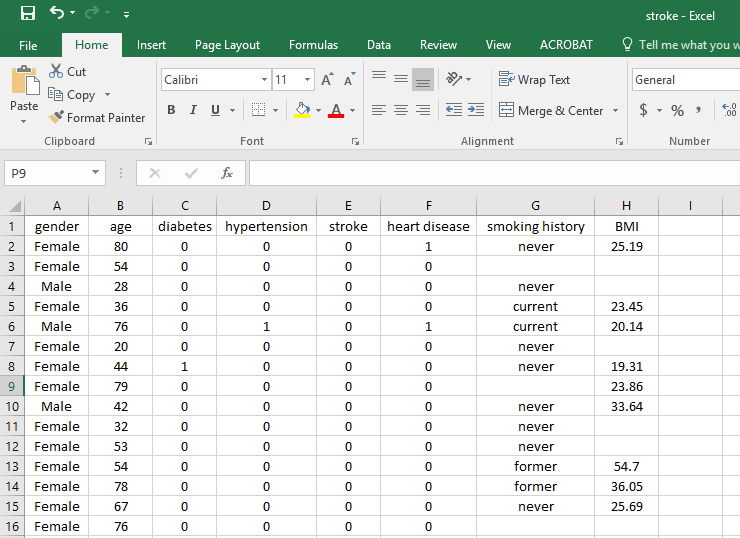 stroke - Excel
File Home Insert Page Layout Formulas Data Review View ACROBAT Tell me what you w
Cut
Copy
Format Painter
Paste
Calibri 11 A A
B I U A
Wrap Text
Merge & Center
General
$ % , .00
Clipboard Font Alignment Number
P9 fx
A B C D E F G H I
1 gender age diabetes hypertension stroke heart disease smoking history BMI
2 Female 80 0 0 0 1 never 25.19
3 Female 54 0 0 0 0
4 Male 28 0 0 0 0 never
5 Female 36 0 0 0 0 current 23.45
6 Male 76 0 1 0 1 current 20.14
7 Female 20 0 0 0 0 never
8 Female 44 1 0 0 0 never 19.31
9 Female 79 0 0 0 0 23.86
10 Male 42 0 0 0 0 never 33.64
11 Female 32 0 0 0 0 never
12 Female 53 0 0 0 0 never
13 Female 54 0 0 0 0 former 54.7
14 Female 78 0 0 0 0 former 36.05
15 Female 67 0 0 0 0 never 25.69
16 Female 76 0 0 0 0